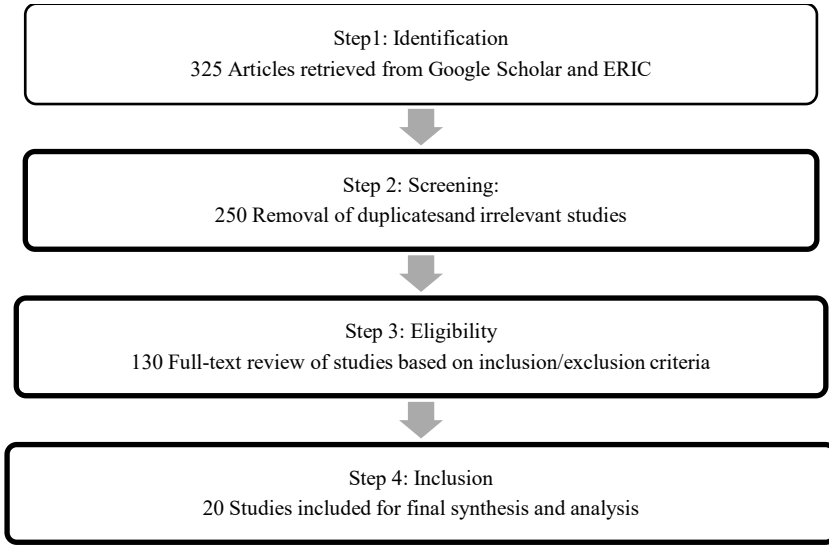 Step1: Identification
325 Articles retrieved from Google Scholar and ERIC
Step 2: Screening:
250 Removal of duplicatesand irrelevant studies
Step 3: Eligibility
130 Full-text review of studies based on inclusion/exclusion criteria
Step 4: Inclusion
20 Studies included for final synthesis and analysis